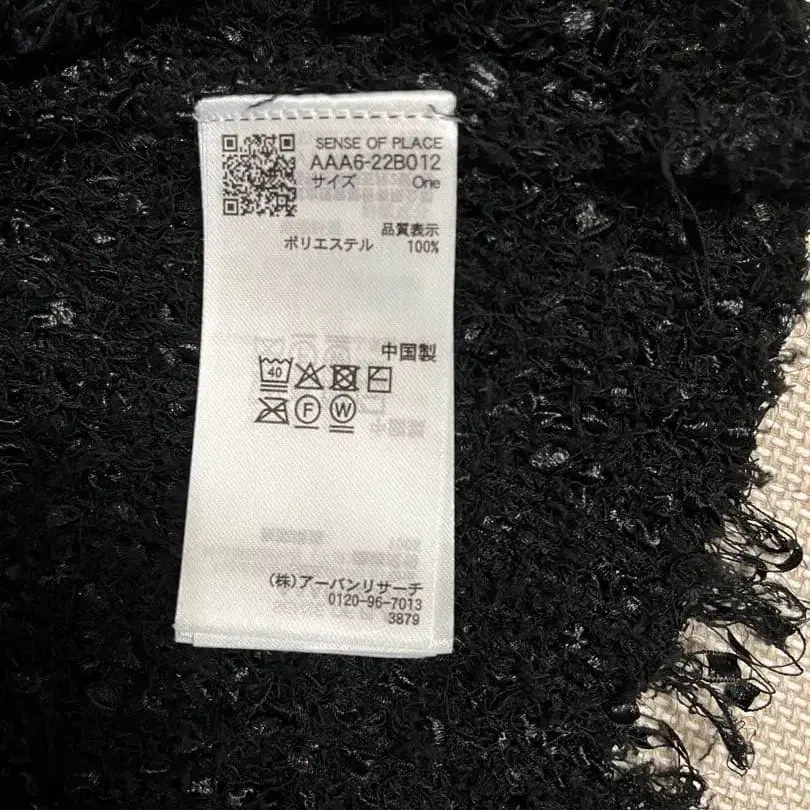 SENSE OF PLACE
AAA6-22B012
サイズ One
品質表示
ポリエステル 100%
中国製
40
F W
(株)アーバンリサーチ
0120-96-7013
3879